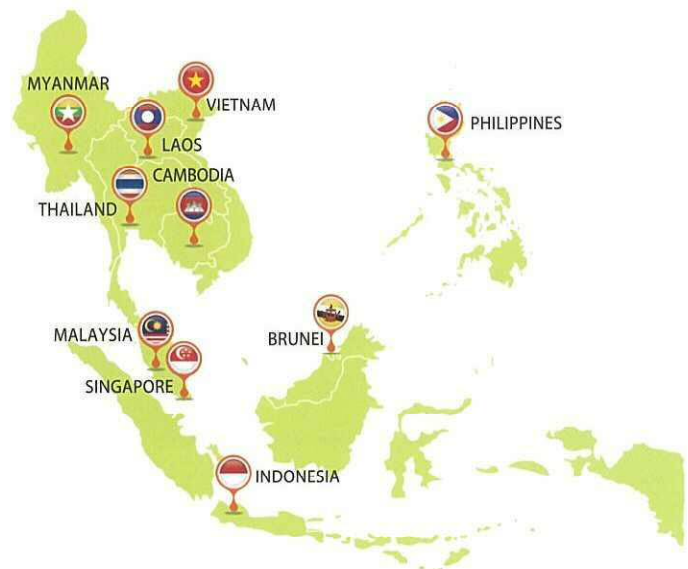 MYANMAR
VIETNAM
PHILIPPINES
LAOS
CAMBODIA
THAILAND
MALAYSIA
BRUNEI
SINGAPORE
INDONESIA